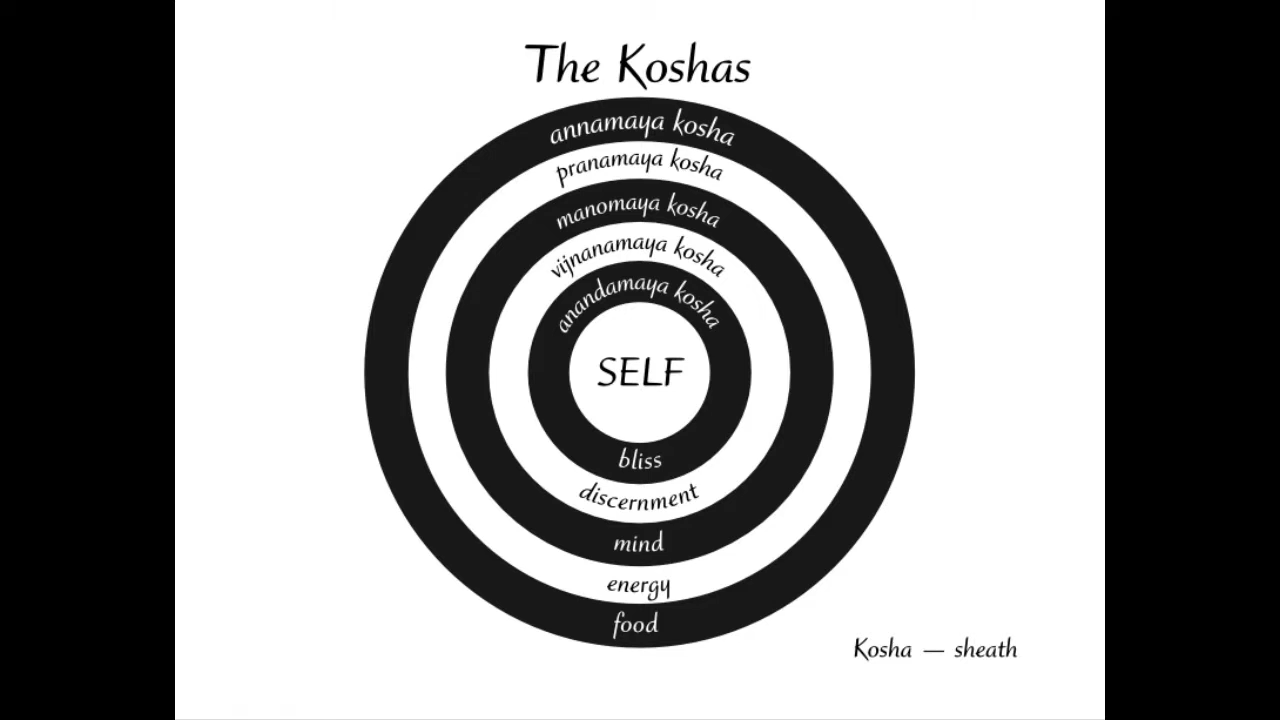 The Koshas
annamaya kosha
pranamaya kosha
manomaya kosha
vijnanamaya kosha
anandamaya kosha
SELF
bliss
discernment
mind
energy
food
Kosha — sheath